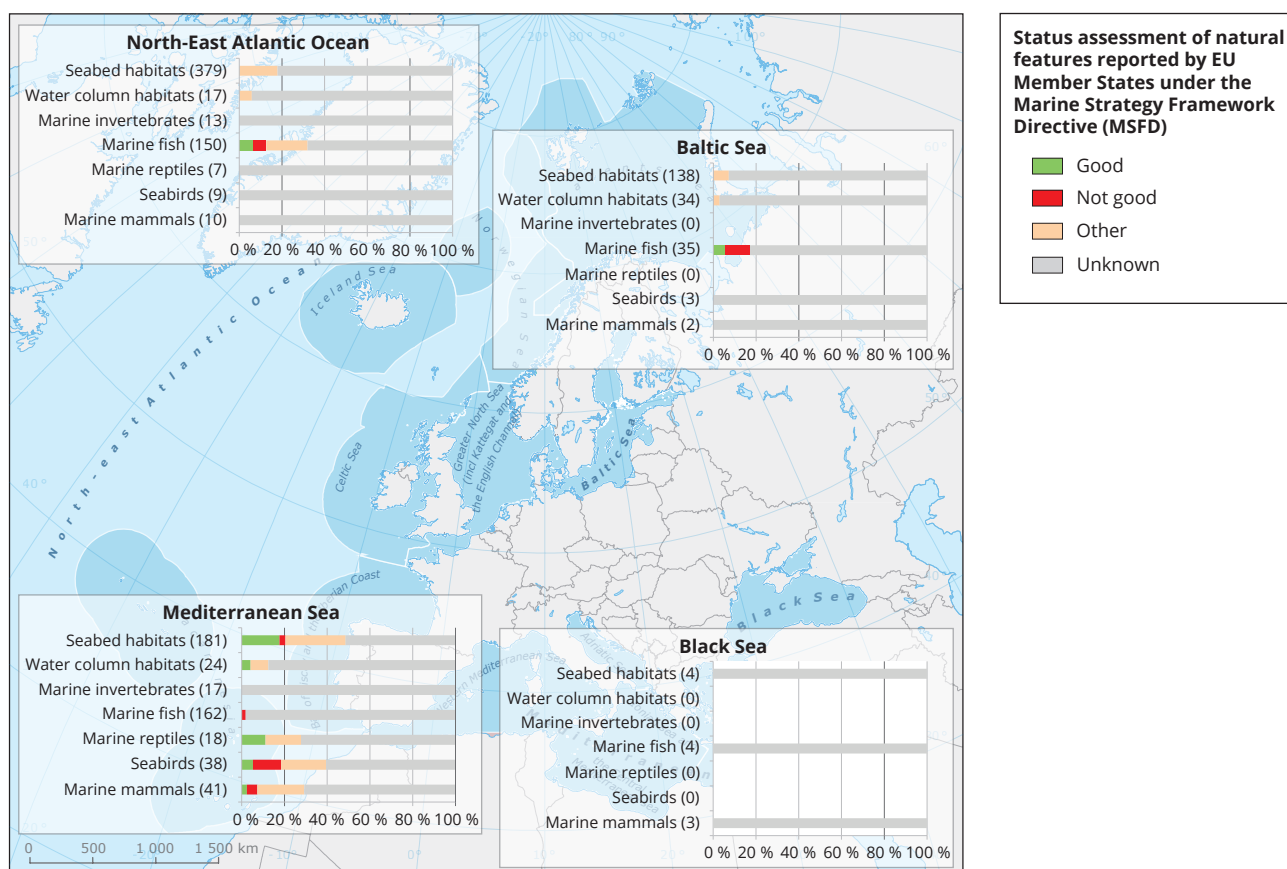 North-East Atlantic Ocean
Seabed habitats (379)
Water column habitats (17)
Marine invertebrates (13)
Marine fish (150)
Marine reptiles (7)
Seabirds (9)
Marine mammals (10)
0 % 20 % 40 % 60 % 80 % 100 %
Baltic Sea
Seabed habitats (138)
Water column habitats (34)
Marine invertebrates (0)
Marine fish (35)
Marine reptiles (0)
Seabirds (3)
Marine mammals (2)
0 % 20 % 40 % 60 % 80 % 100 %
Status assessment of natural
features reported by EU
Member States under the
Marine Strategy Framework
Directive (MSFD)
Good
Not good
Other
Unknown
North-east Atlantic Ocean
Iceland Sea
Norwegian Sea
Celtic Sea
Greater North Sea
(incl Kattegat and
the English Channel)
Baltic Sea
Black Sea
Mediterranean Sea
Seabed habitats (181)
Water column habitats (24)
Marine invertebrates (17)
Marine fish (162)
Marine reptiles (18)
Seabirds (38)
Marine mammals (41)
0 % 20 % 40 % 60 % 80 % 100 %
Black Sea
Seabed habitats (4)
Water column habitats (0)
Marine invertebrates (0)
Marine fish (4)
Marine reptiles (0)
Seabirds (0)
Marine mammals (3)
0 % 20 % 40 % 60 % 80 % 100 %
0 500 1 000 1 500 km